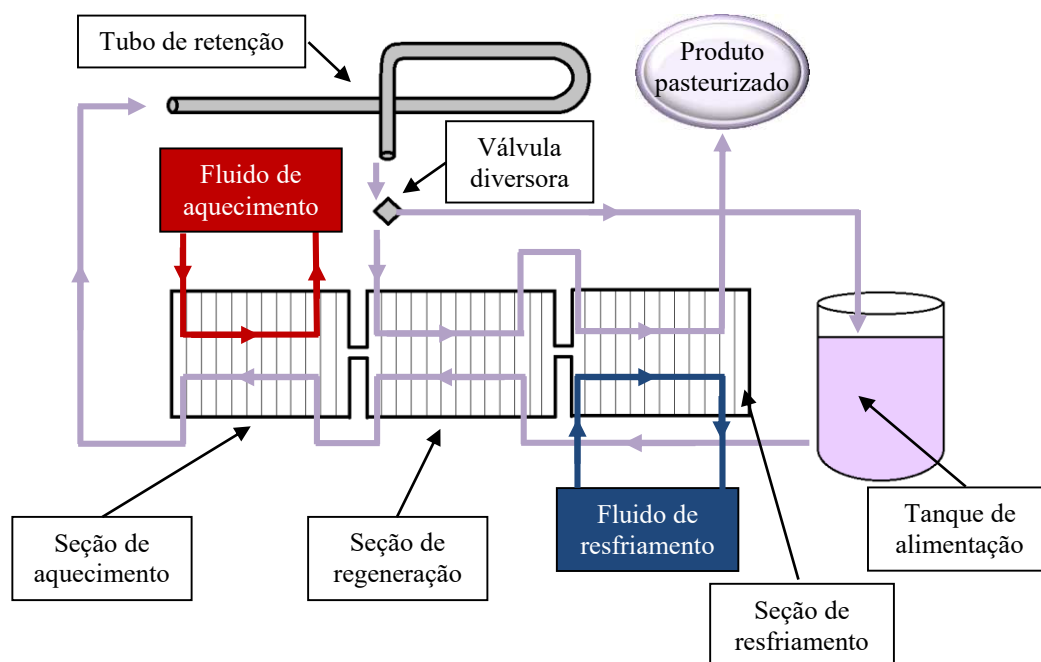 Tubo de retenção
Produto
pasteurizado
Válvula
diversora
Fluido de
aquecimento
Seção de
aquecimento
Seção de
regeneração
Fluido de
resfriamento
Tanque de
alimentação
Seção de
resfriamento